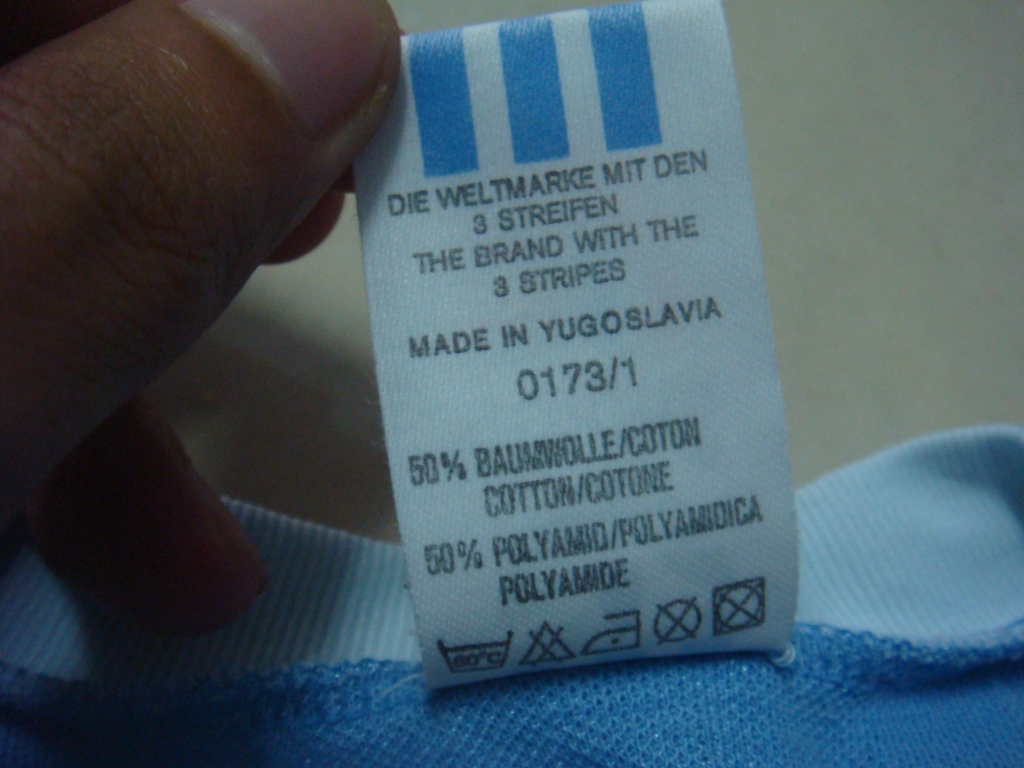 DIE WELTMARKE MIT DEN
3 STREIFEN
THE BRAND WITH THE
3 STRIPES
MADE IN YUGOSLAVIA
0173/1
50% BAUMWOLLE/COTON
COTTON/COTONE
50% POLYAMID/POLYAMIDICA
POLYAMIDE
60°C